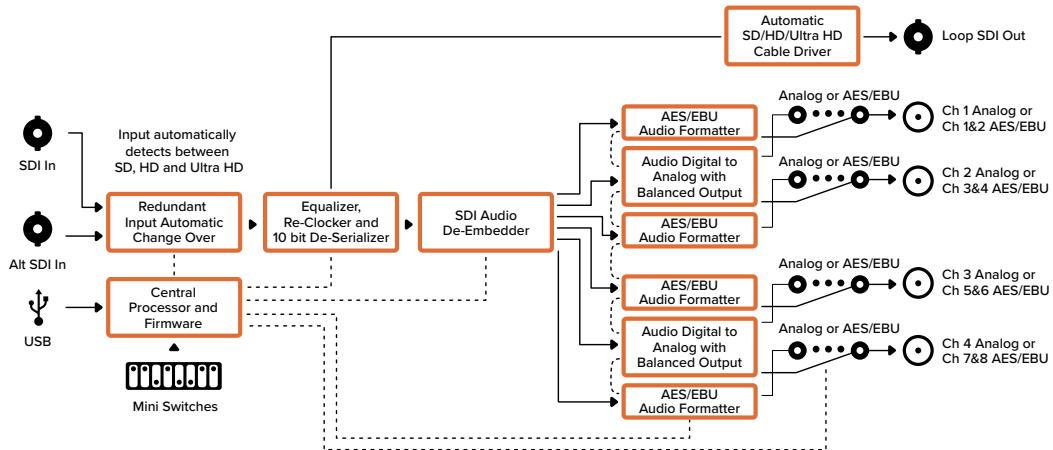 Automatic
SD/HD/Ultra HD
Cable Driver
Loop SDI Out
SDI In
Input automatically
detects between
SD, HD and Ultra HD
Alt SDI In
Redundant
Input Automatic
Change Over
Equalizer,
Re-Clocker and
10 bit De-Serializer
SDI Audio
De-Embedder
USB
Central
Processor and
Firmware
Mini Switches
AES/EBU
Audio Formatter
Audio Digital to
Analog with
Balanced Output
AES/EBU
Audio Formatter
AES/EBU
Audio Formatter
Audio Digital to
Analog with
Balanced Output
AES/EBU
Audio Formatter
Analog or AES/EBU
Ch 1 Analog or
Ch 1&2 AES/EBU
Analog or AES/EBU
Ch 2 Analog or
Ch 3&4 AES/EBU
Analog or AES/EBU
Ch 3 Analog or
Ch 5&6 AES/EBU
Analog or AES/EBU
Ch 4 Analog or
Ch 7&8 AES/EBU